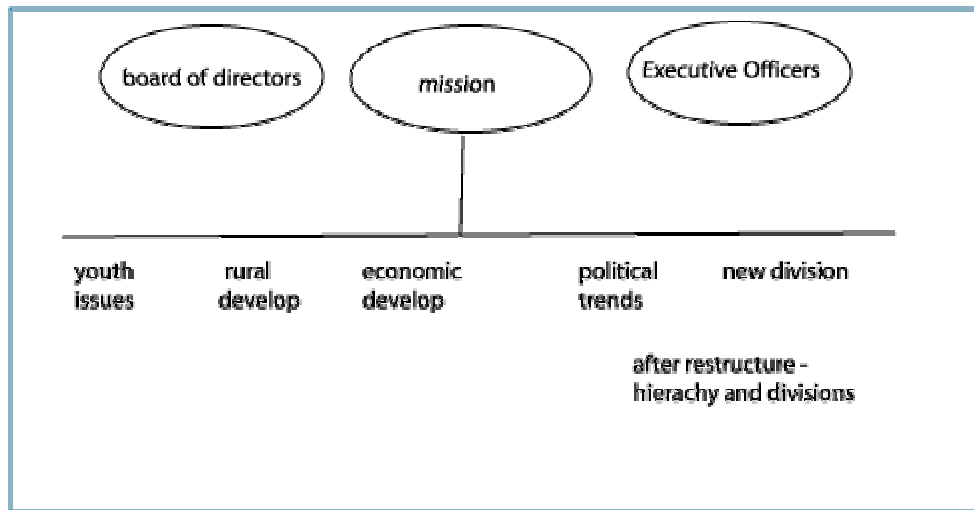 board of directors
mission
Executive Officers
youth
issues
rural
develop
economic
develop
political
trends
new division
after restructure -
hierachy and divisions